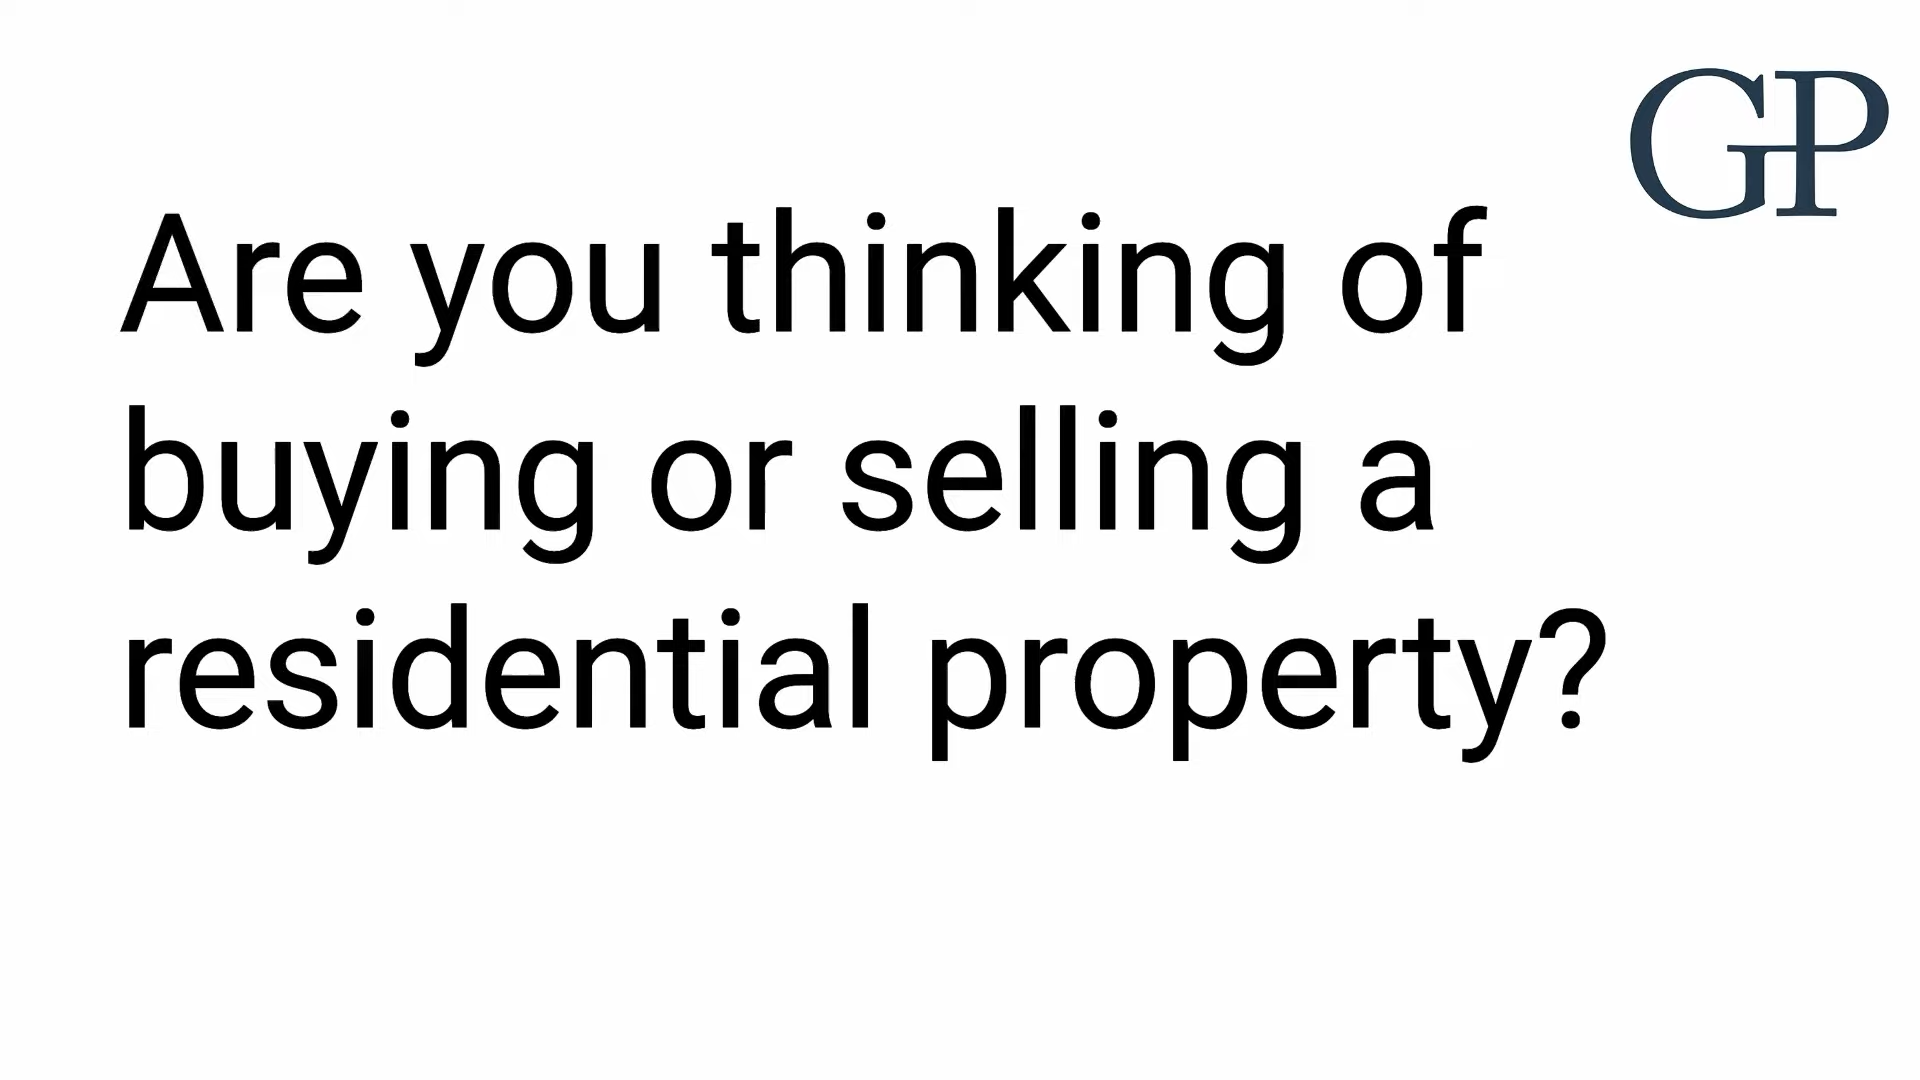 GP
Are you thinking of
buying or selling a
residential property?